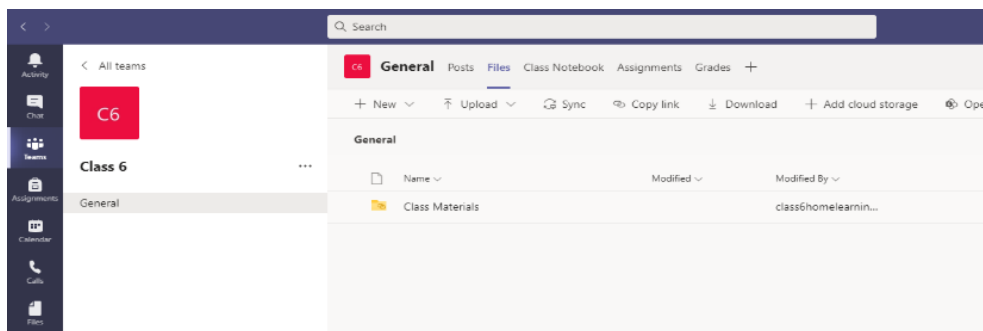 Search
Activity
Chat
Teams
Assignments
Calendar
Calls
Files
< All teams
C6
Class 6
...
General
C6 General Posts Files Class Notebook Assignments Grades +
+ New Upload Sync Copy link Download + Add cloud storage Ope
General
Name Modified Modified By
Class Materials class6homelearnin...